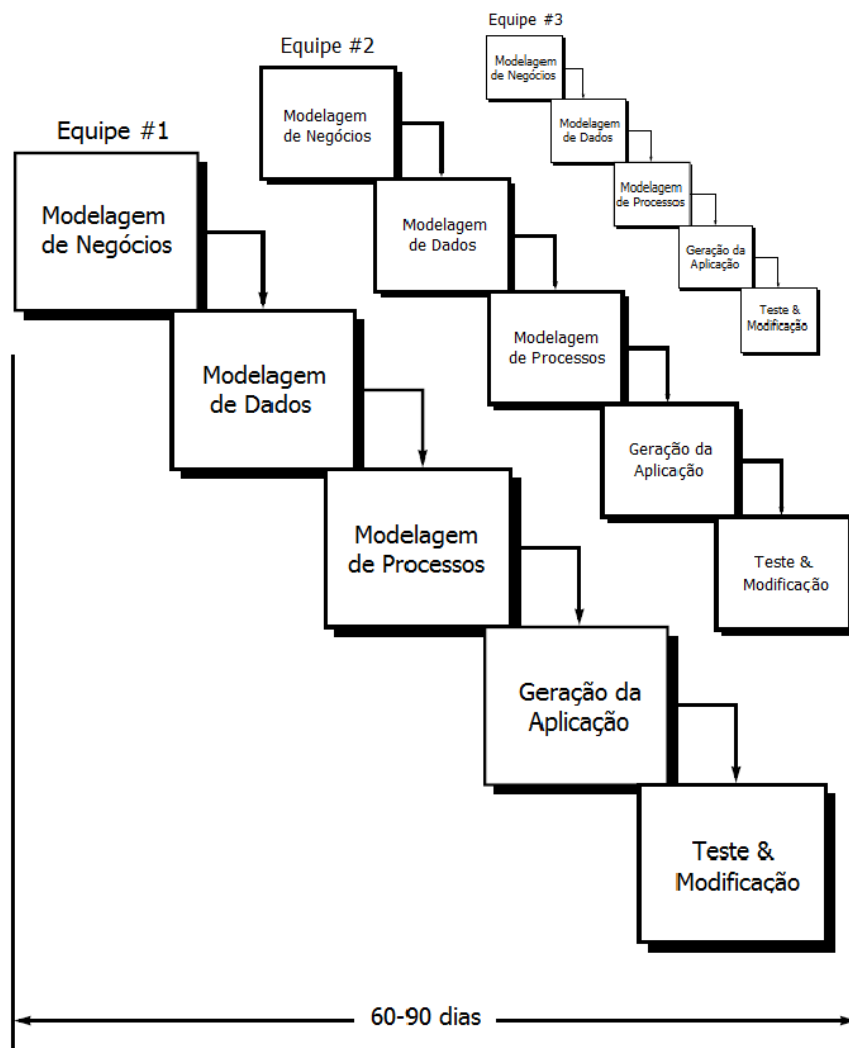 Equipe #1
Modelagem
de Negócios
Modelagem
de Dados
Modelagem
de Processos
Geração da
Aplicação
Teste &
Modificação
Equipe #2
Modelagem
de Negócios
Modelagem
de Dados
Modelagem
de Processos
Geração da
Aplicação
Teste &
Modificação
Equipe #3
Modelagem
de Negócios
Modelagem
de Dados
Modelagem
de Processos
Geração da
Aplicação
Teste &
Modificação
60-90 dias